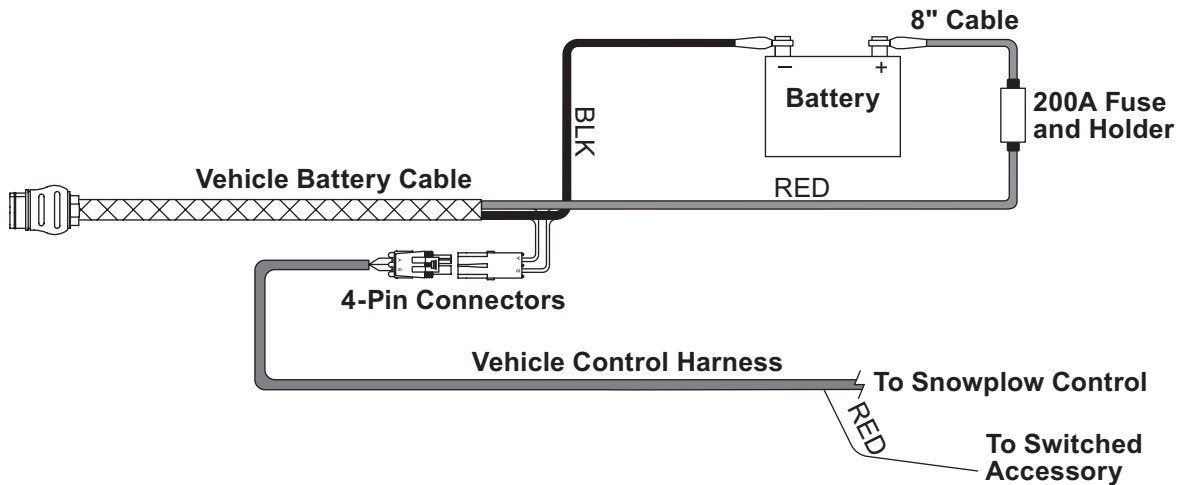 8" Cable
Battery
– +
200A Fuse
and Holder
BLK
Vehicle Battery Cable
RED
4-Pin Connectors
Vehicle Control Harness
To Snowplow Control
RED
To Switched
Accessory